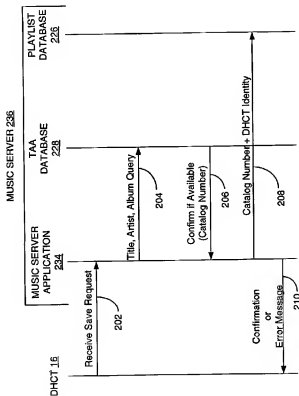 MUSIC SERVER 236
DHCT 16
MUSIC SERVER
APPLICATION
234
TAA
DATABASE
228
PLAYLIST
DATABASE
226
Receive Save Request
202
Title, Artist, Album Query
204
Confirm if Available
(Catalog Number)
206
Catalog Number + DHCT Identity
208
Confirmation
or
Error Message
210